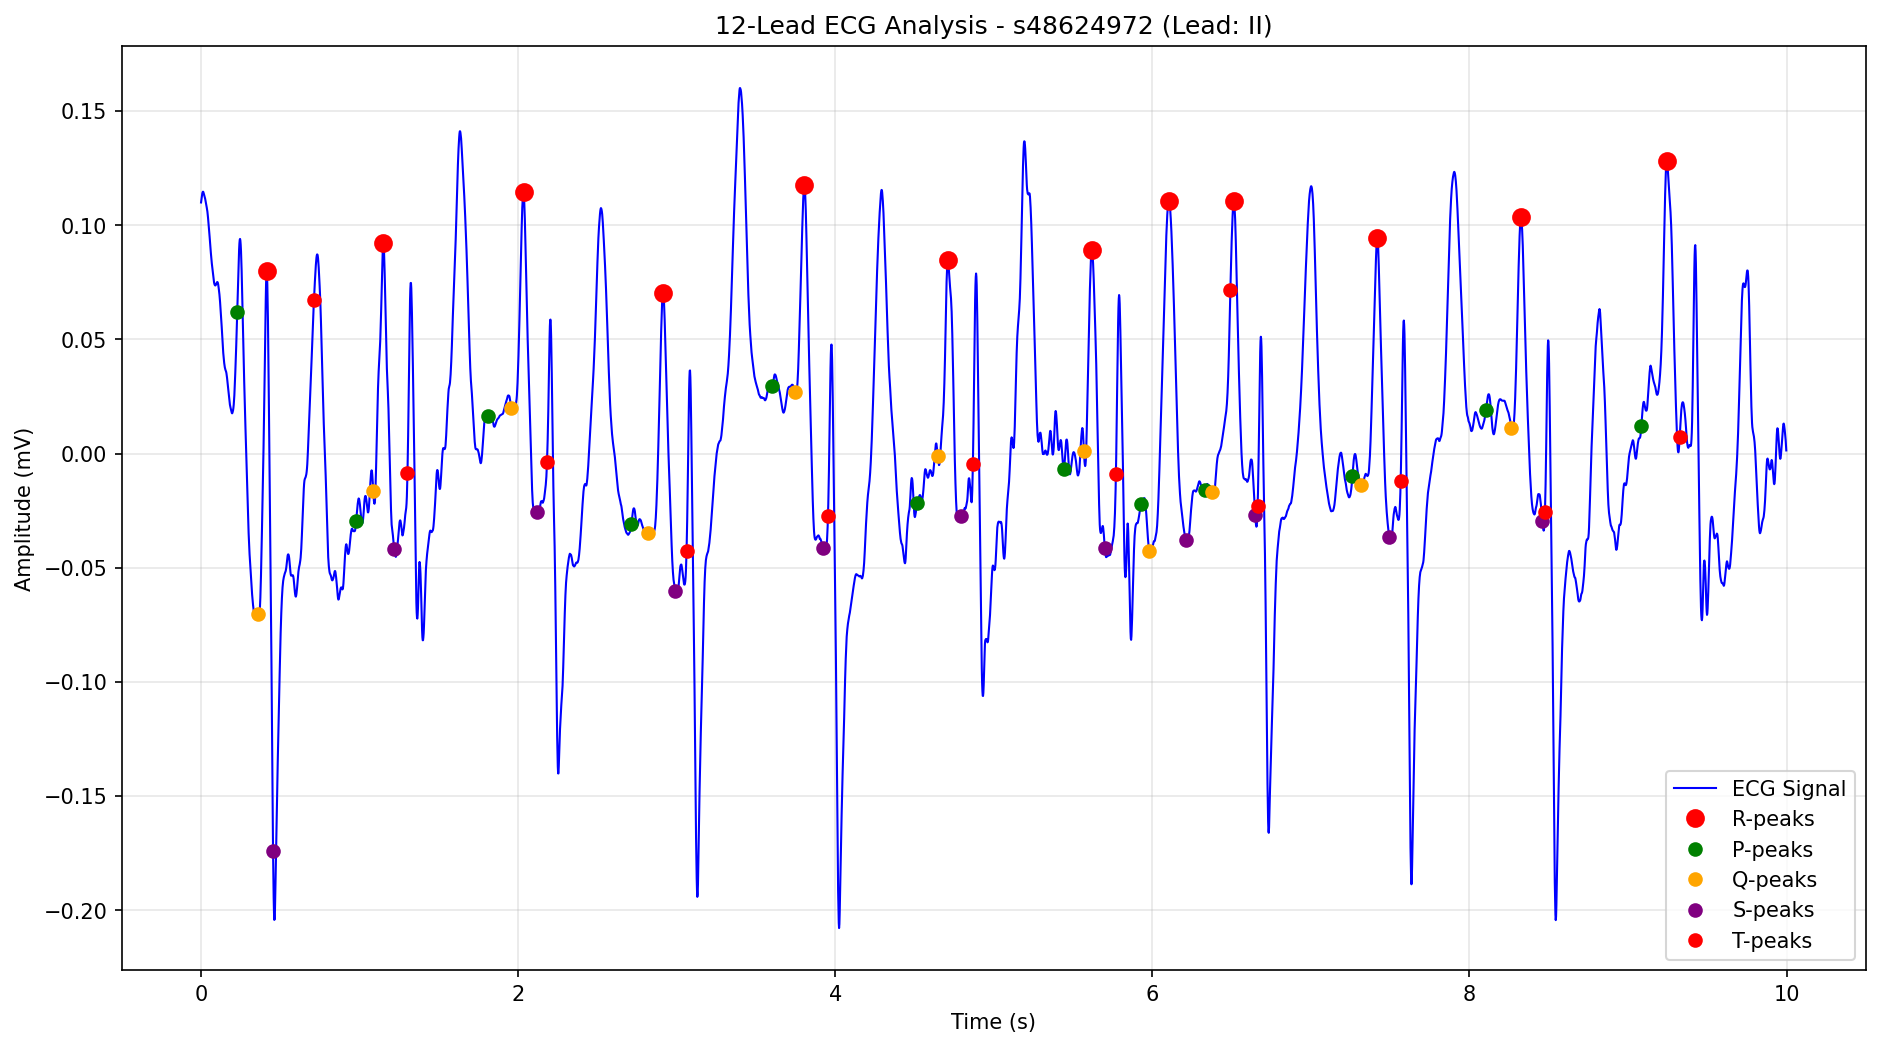 12-Lead ECG Analysis - s48624972 (Lead: II)
Amplitude (mV)
0.15
0.10
0.05
0.00
−0.05
−0.10
−0.15
−0.20
0 2 4 6 8 10
Time (s)
ECG Signal
R-peaks
P-peaks
Q-peaks
S-peaks
T-peaks